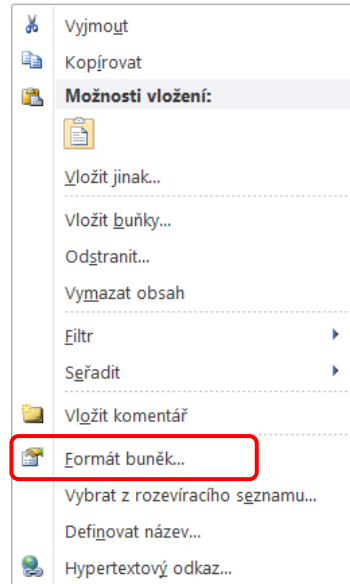 Vyjmout
Kopírovat
Možnosti vložení:
Vložit jinak...
Vložit buňky...
Odstranit...
Vymazat obsah
Filtr
Seřadit
Vložit komentář
Formát buněk...
Vybrat z rozevíracího seznamu...
Definovat název...
Hypertextový odkaz...